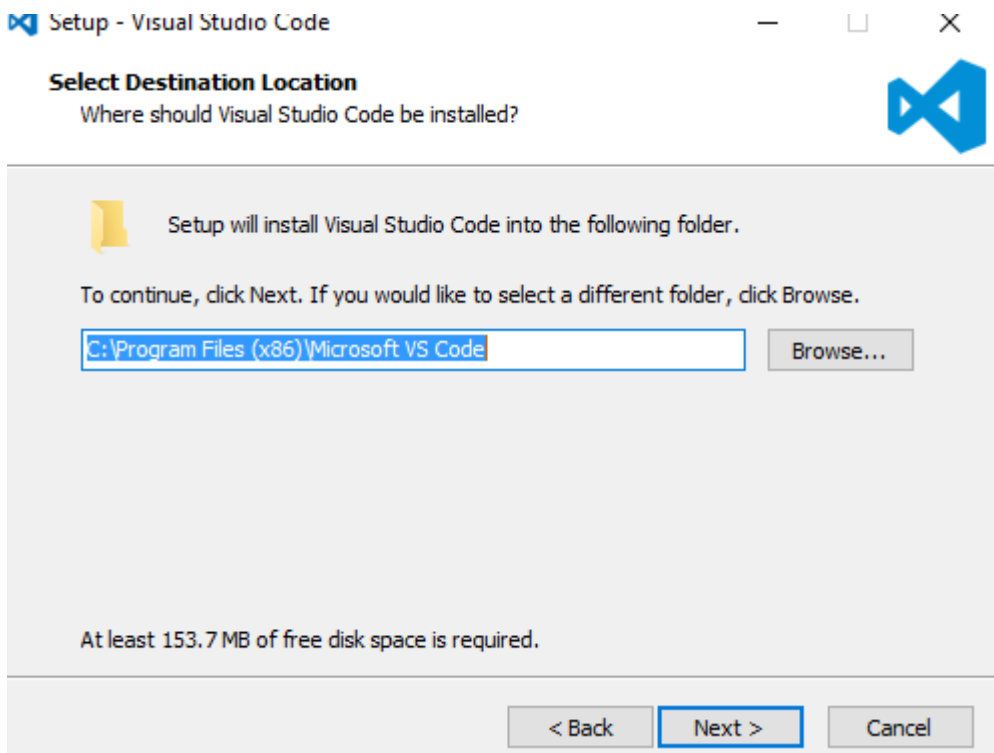 Setup - Visual Studio Code
Select Destination Location
Where should Visual Studio Code be installed?
Setup will install Visual Studio Code into the following folder.
To continue, click Next. If you would like to select a different folder, click Browse.
C:\Program Files (x86)\Microsoft VS Code
Browse...
At least 153.7 MB of free disk space is required.
< Back
Next >
Cancel